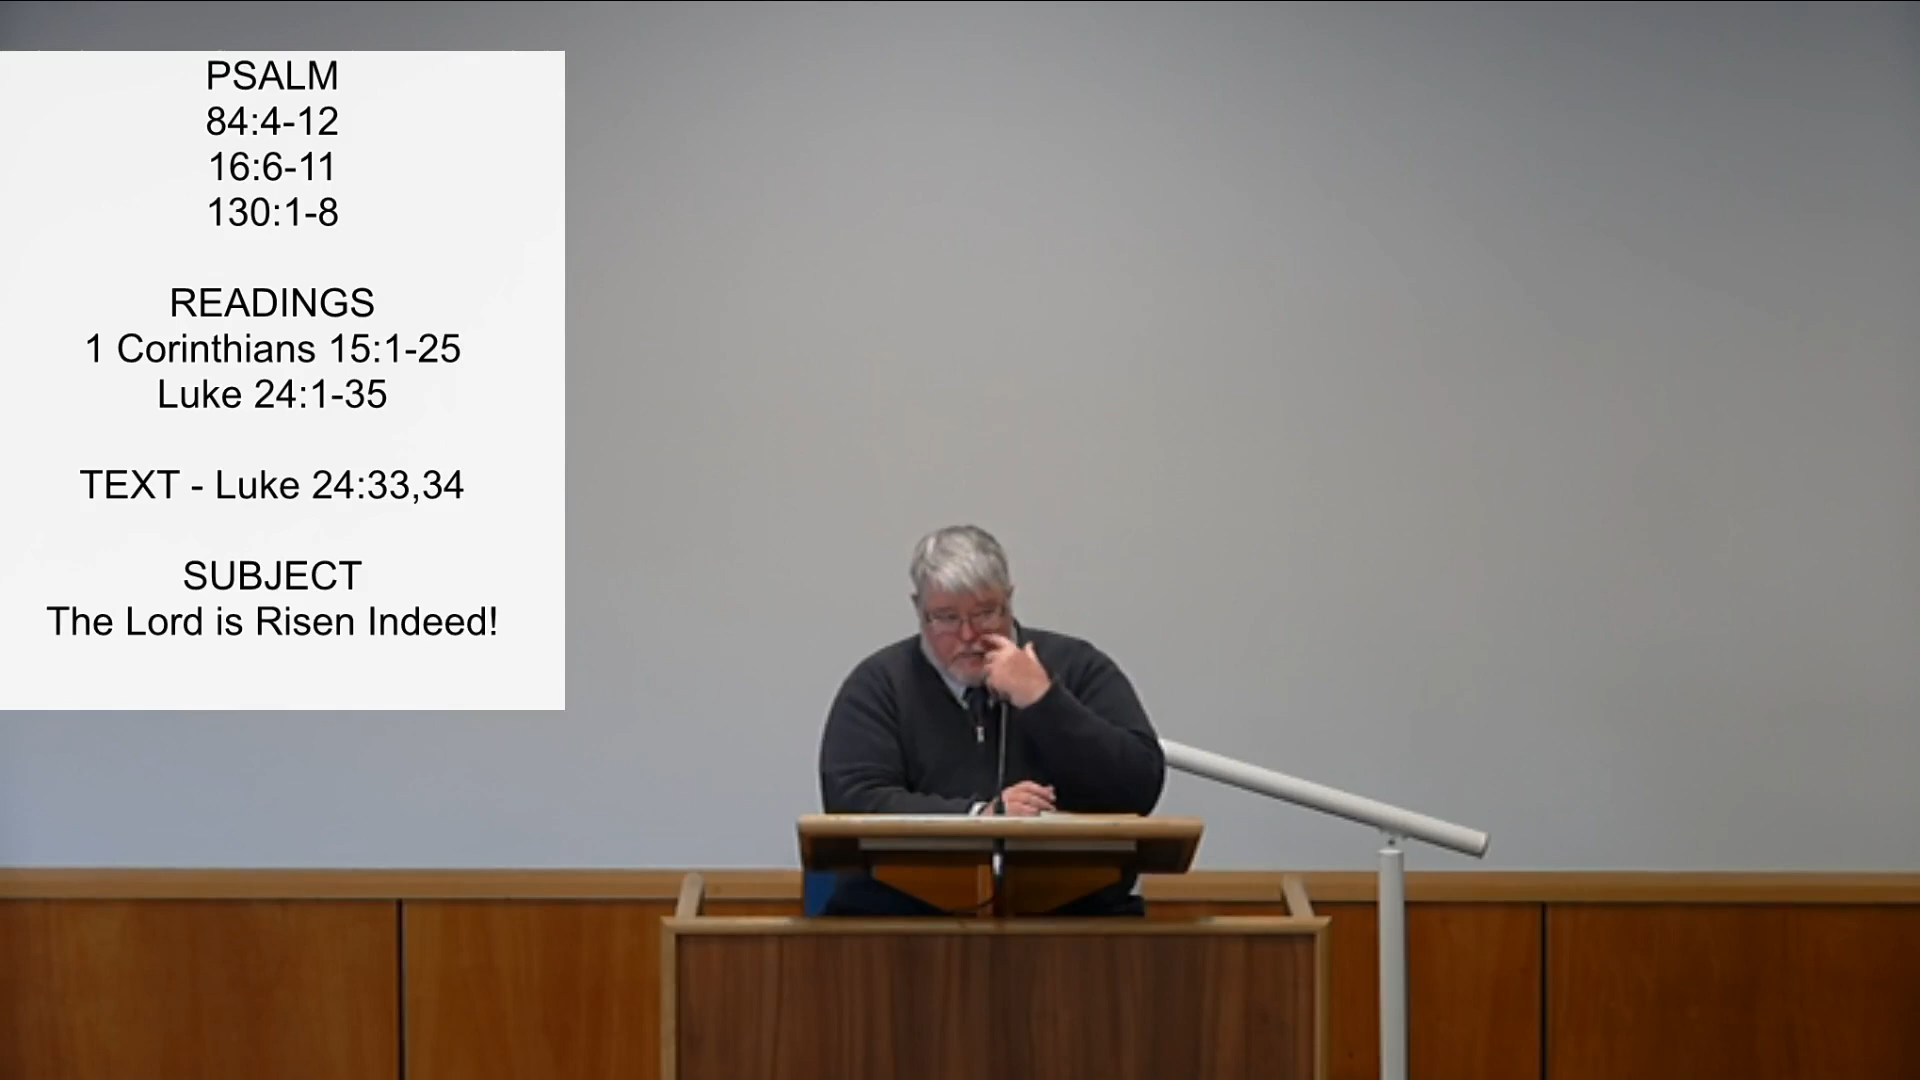 PSALM
84:4-12
16:6-11
130:1-8
READINGS
1 Corinthians 15:1-25
Luke 24:1-35
TEXT - Luke 24:33,34
SUBJECT
The Lord is Risen Indeed!